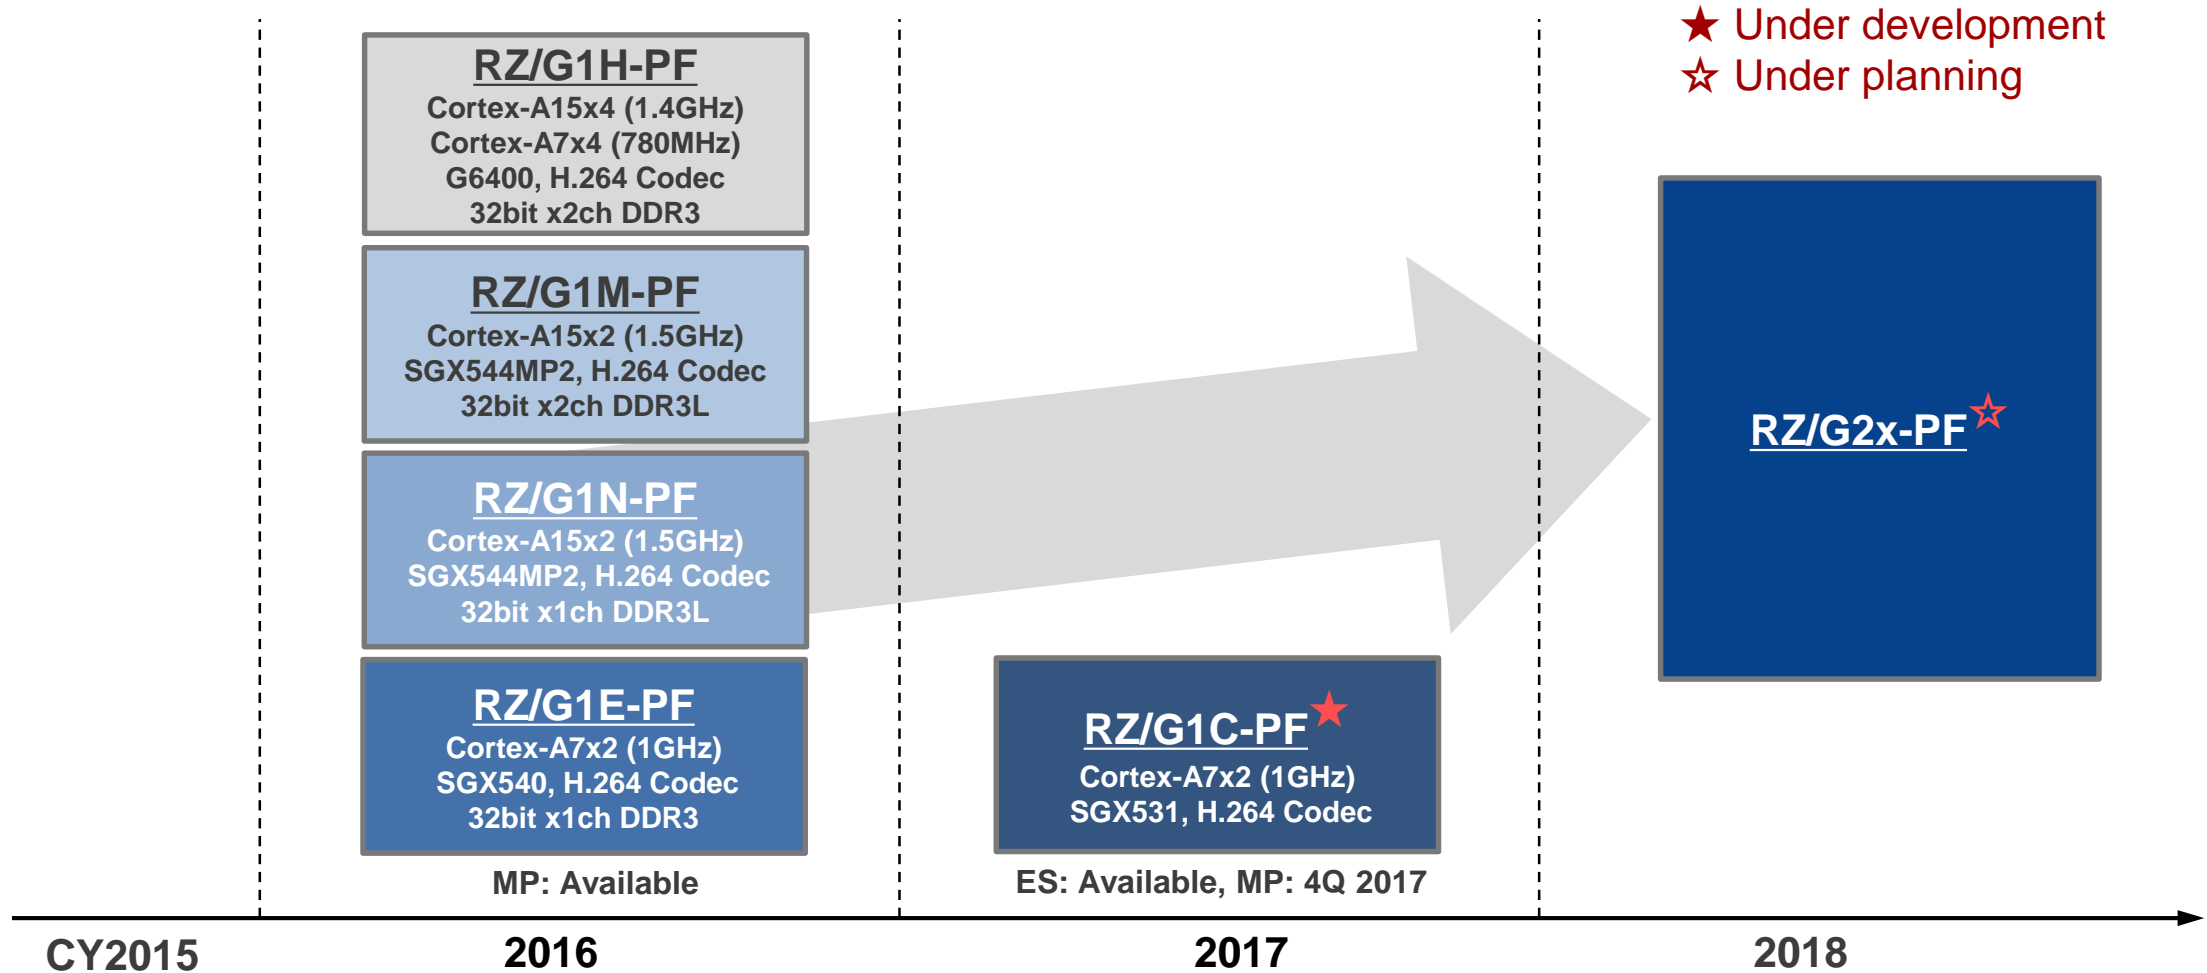 ★ Under development
☆ Under planning
RZ/G1H-PF
Cortex-A15x4 (1.4GHz)
Cortex-A7x4 (780MHz)
G6400, H.264 Codec
32bit x2ch DDR3
RZ/G1M-PF
Cortex-A15x2 (1.5GHz)
SGX544MP2, H.264 Codec
32bit x2ch DDR3L
RZ/G1N-PF
Cortex-A15x2 (1.5GHz)
SGX544MP2, H.264 Codec
32bit x1ch DDR3L
RZ/G1E-PF
Cortex-A7x2 (1GHz)
SGX540, H.264 Codec
32bit x1ch DDR3
MP: Available
RZ/G1C-PF★
Cortex-A7x2 (1GHz)
SGX531, H.264 Codec
ES: Available, MP: 4Q 2017
RZ/G2x-PF☆
CY2015
2016
2017
2018